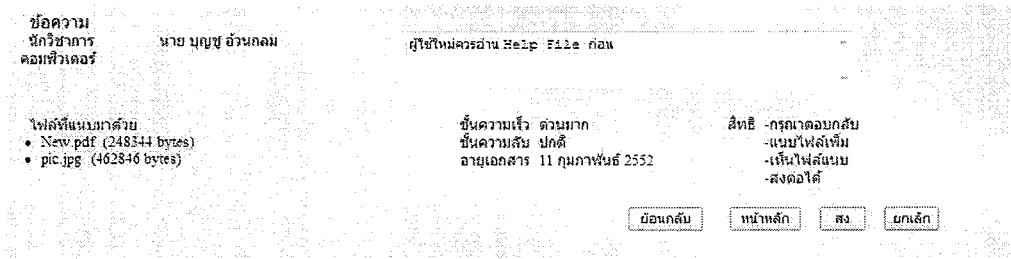 ข้อความ
นักวิชาการคอมพิวเตอร์ นาย บุญชู อ้วนกลม
ผู้ใช้ใหม่ควรอ่าน Help File ก่อน
ไฟล์ที่แนบมาด้วย
• New.pdf (248344 bytes)
• pic.jpg (462846 bytes)
ชั้นความเร็ว ด่วนมาก
ชั้นความลับ ปกติ
อายุเอกสาร 11 กุมภาพันธ์ 2552
สิทธิ -กรุณาตอบกลับ
-แนบไฟล์เพิ่ม
-เห็นไฟล์แนบ
-ส่งต่อได้
ย้อนกลับ หน้าหลัก ส่ง ยกเลิก